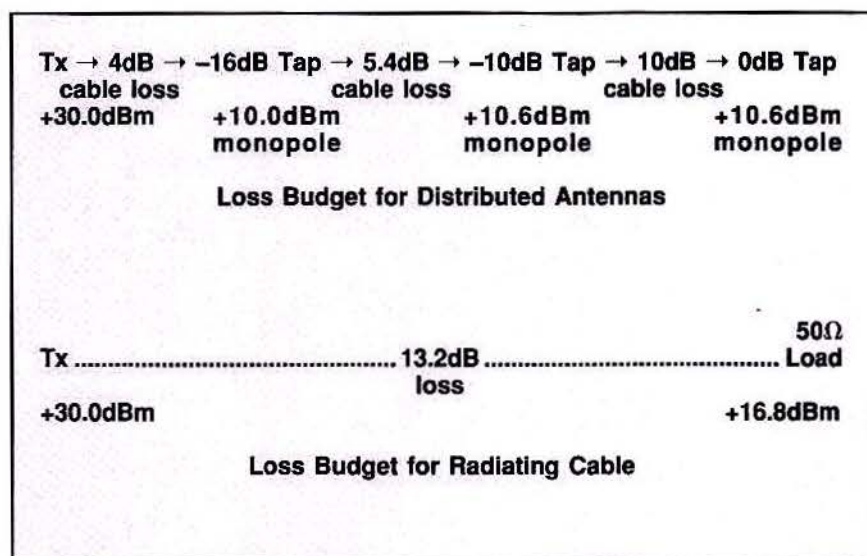 Tx → 4dB → –16dB Tap → 5.4dB → –10dB Tap → 10dB → 0dB Tap
cable loss cable loss cable loss
+30.0dBm +10.0dBm +10.6dBm +10.6dBm
monopole monopole monopole
Loss Budget for Distributed Antennas
50Ω
Tx ............................................. 13.2dB ......................................... Load
loss
+30.0dBm +16.8dBm
Loss Budget for Radiating Cable